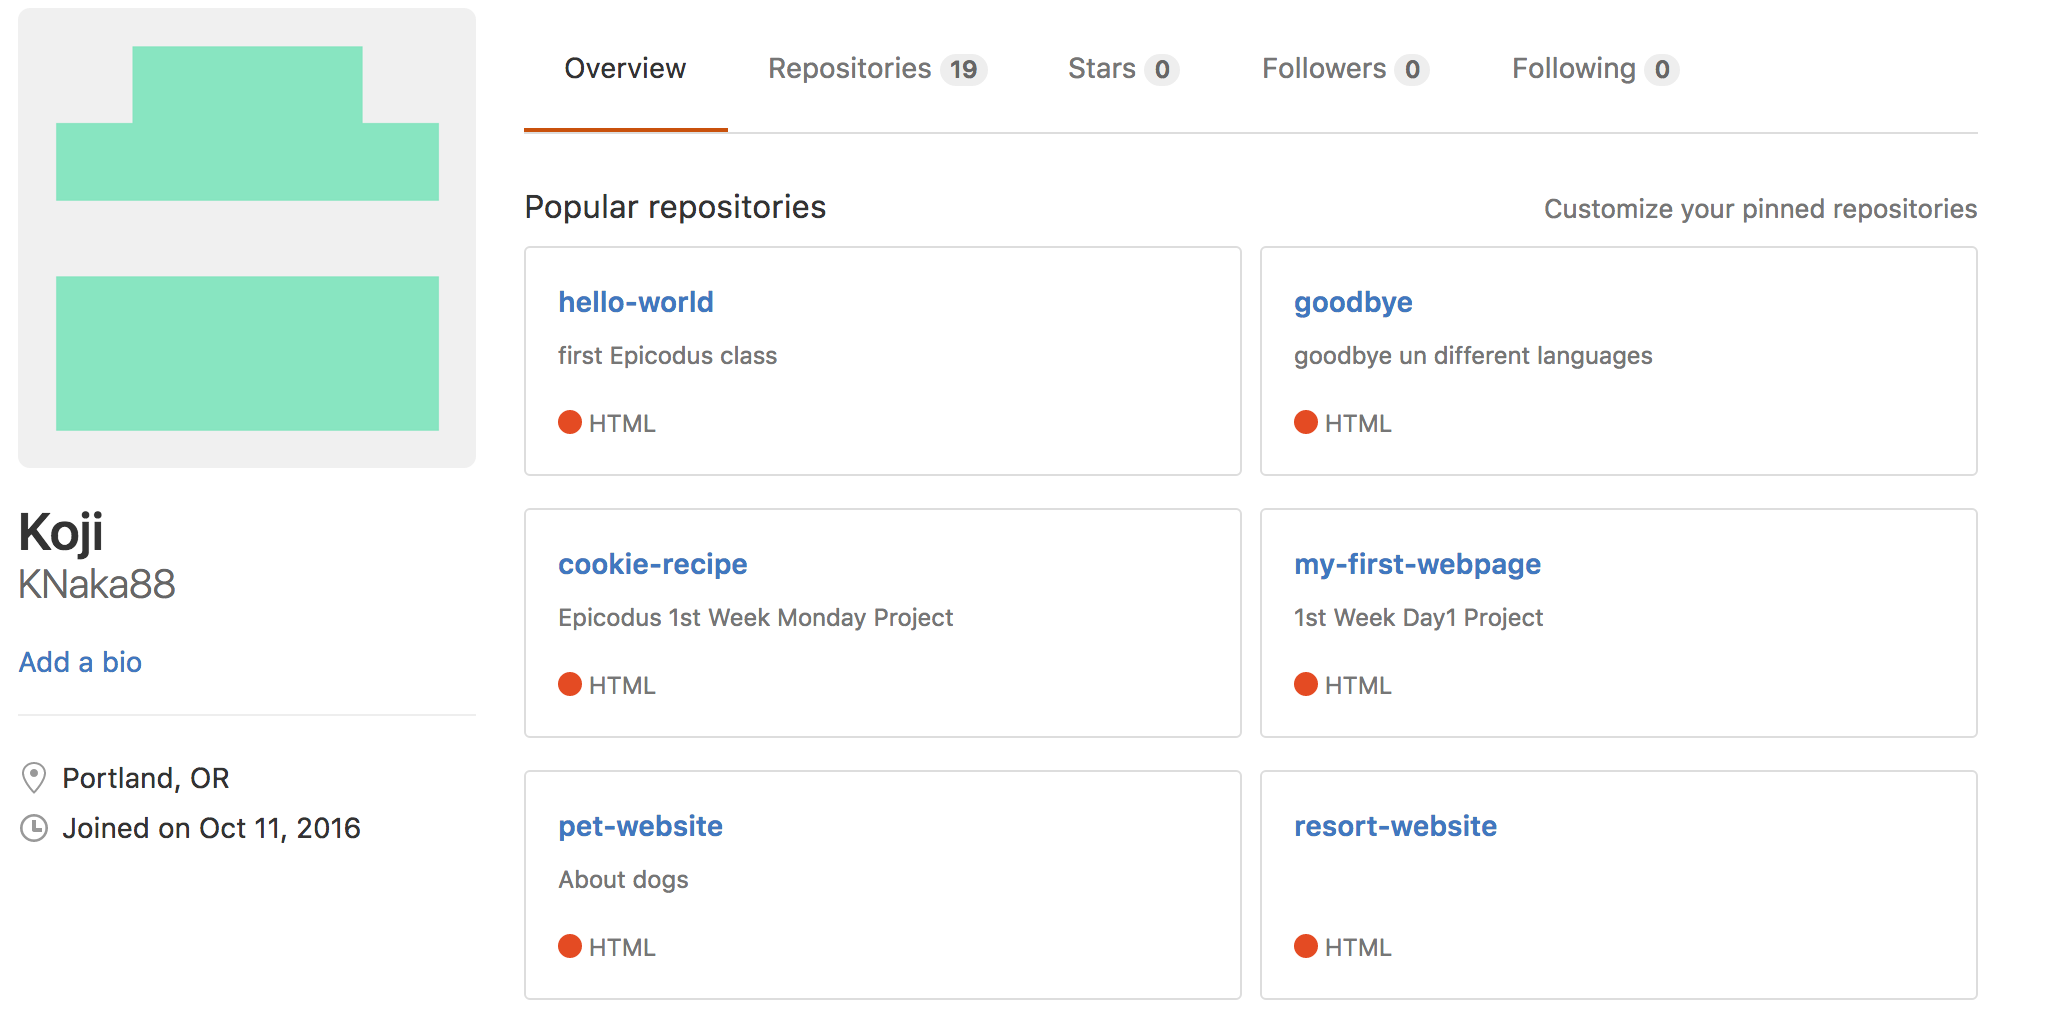 Overview Repositories 19 Stars 0 Followers 0 Following 0
Popular repositories Customize your pinned repositories
hello-world
first Epicodus class
HTML
goodbye
goodbye un different languages
HTML
cookie-recipe
Epicodus 1st Week Monday Project
HTML
my-first-webpage
1st Week Day1 Project
HTML
pet-website
About dogs
HTML
resort-website
HTML
Koji
KNaka88
Add a bio
Portland, OR
Joined on Oct 11, 2016